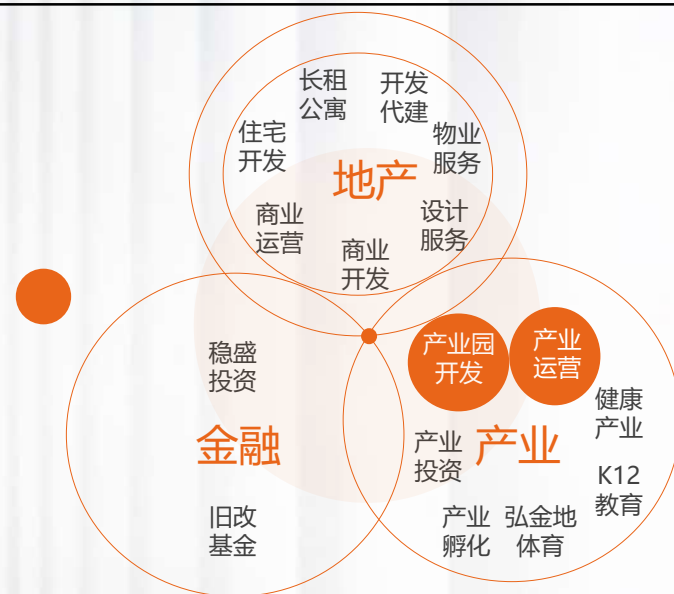 长租
公寓
开发
代建
住宅
开发
物业
服务
地产
商业
运营
设计
服务
商业
开发
稳盛
投资
金融
旧改
基金
产业园
开发
产业
运营
健康
产业
产业
投资
产业
K12
教育
产业
孵化
弘金地
体育